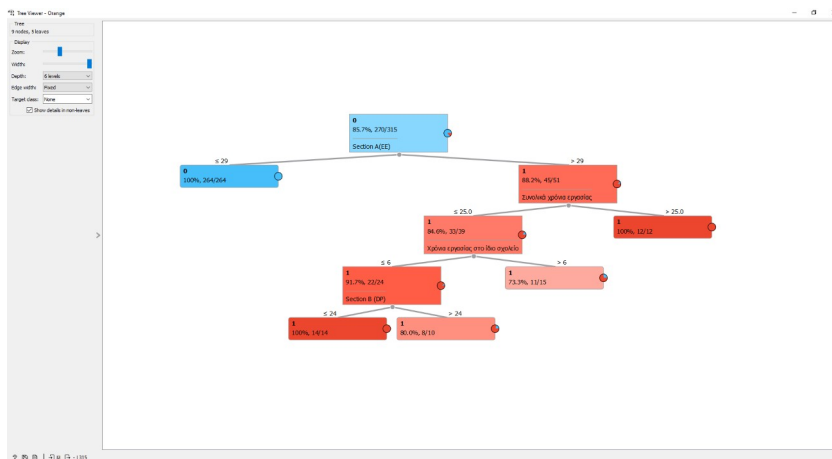 Tree Viewer - Orange
Tree
9 nodes, 5 leaves
Display
Zoom:
Width:
Depth: 6 levels
Edge width: Fixed
Target class: None
Show details in non-leaves
0
85.7%, 270/315
Section A(EE)
≤ 29
> 29
0
100%, 264/264
1
88.2%, 45/51
Συνολικά χρόνια εργασίας
≤ 25.0
> 25.0
1
84.6%, 33/39
Χρόνια εργασίας στο ίδιο σχολείο
1
100%, 12/12
≤ 6
> 6
1
91.7%, 22/24
Section B (DP)
1
73.3%, 11/15
≤ 24
> 24
1
100%, 14/14
1
80.0%, 8/10